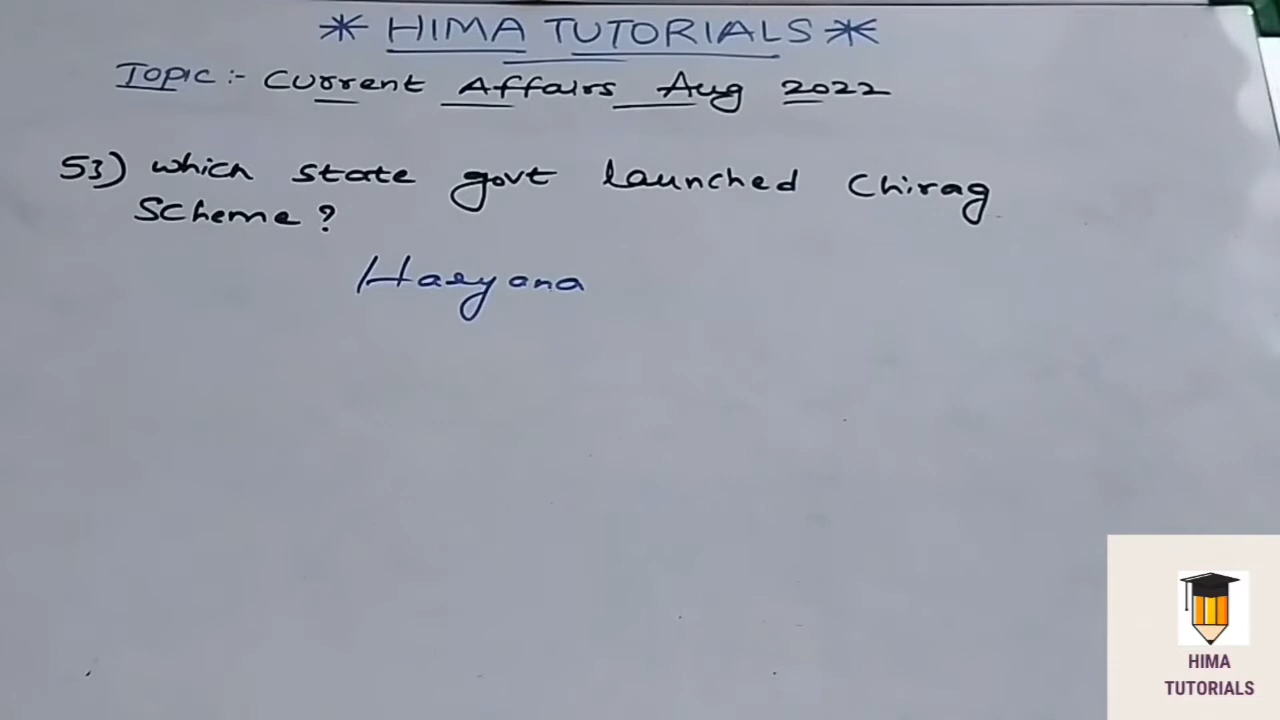 * HIMA TUTORIALS *
Topic:- Current Affairs Aug 2022
53) which state govt launched Chirag
Scheme?
Haryana
HIMA
TUTORIALS